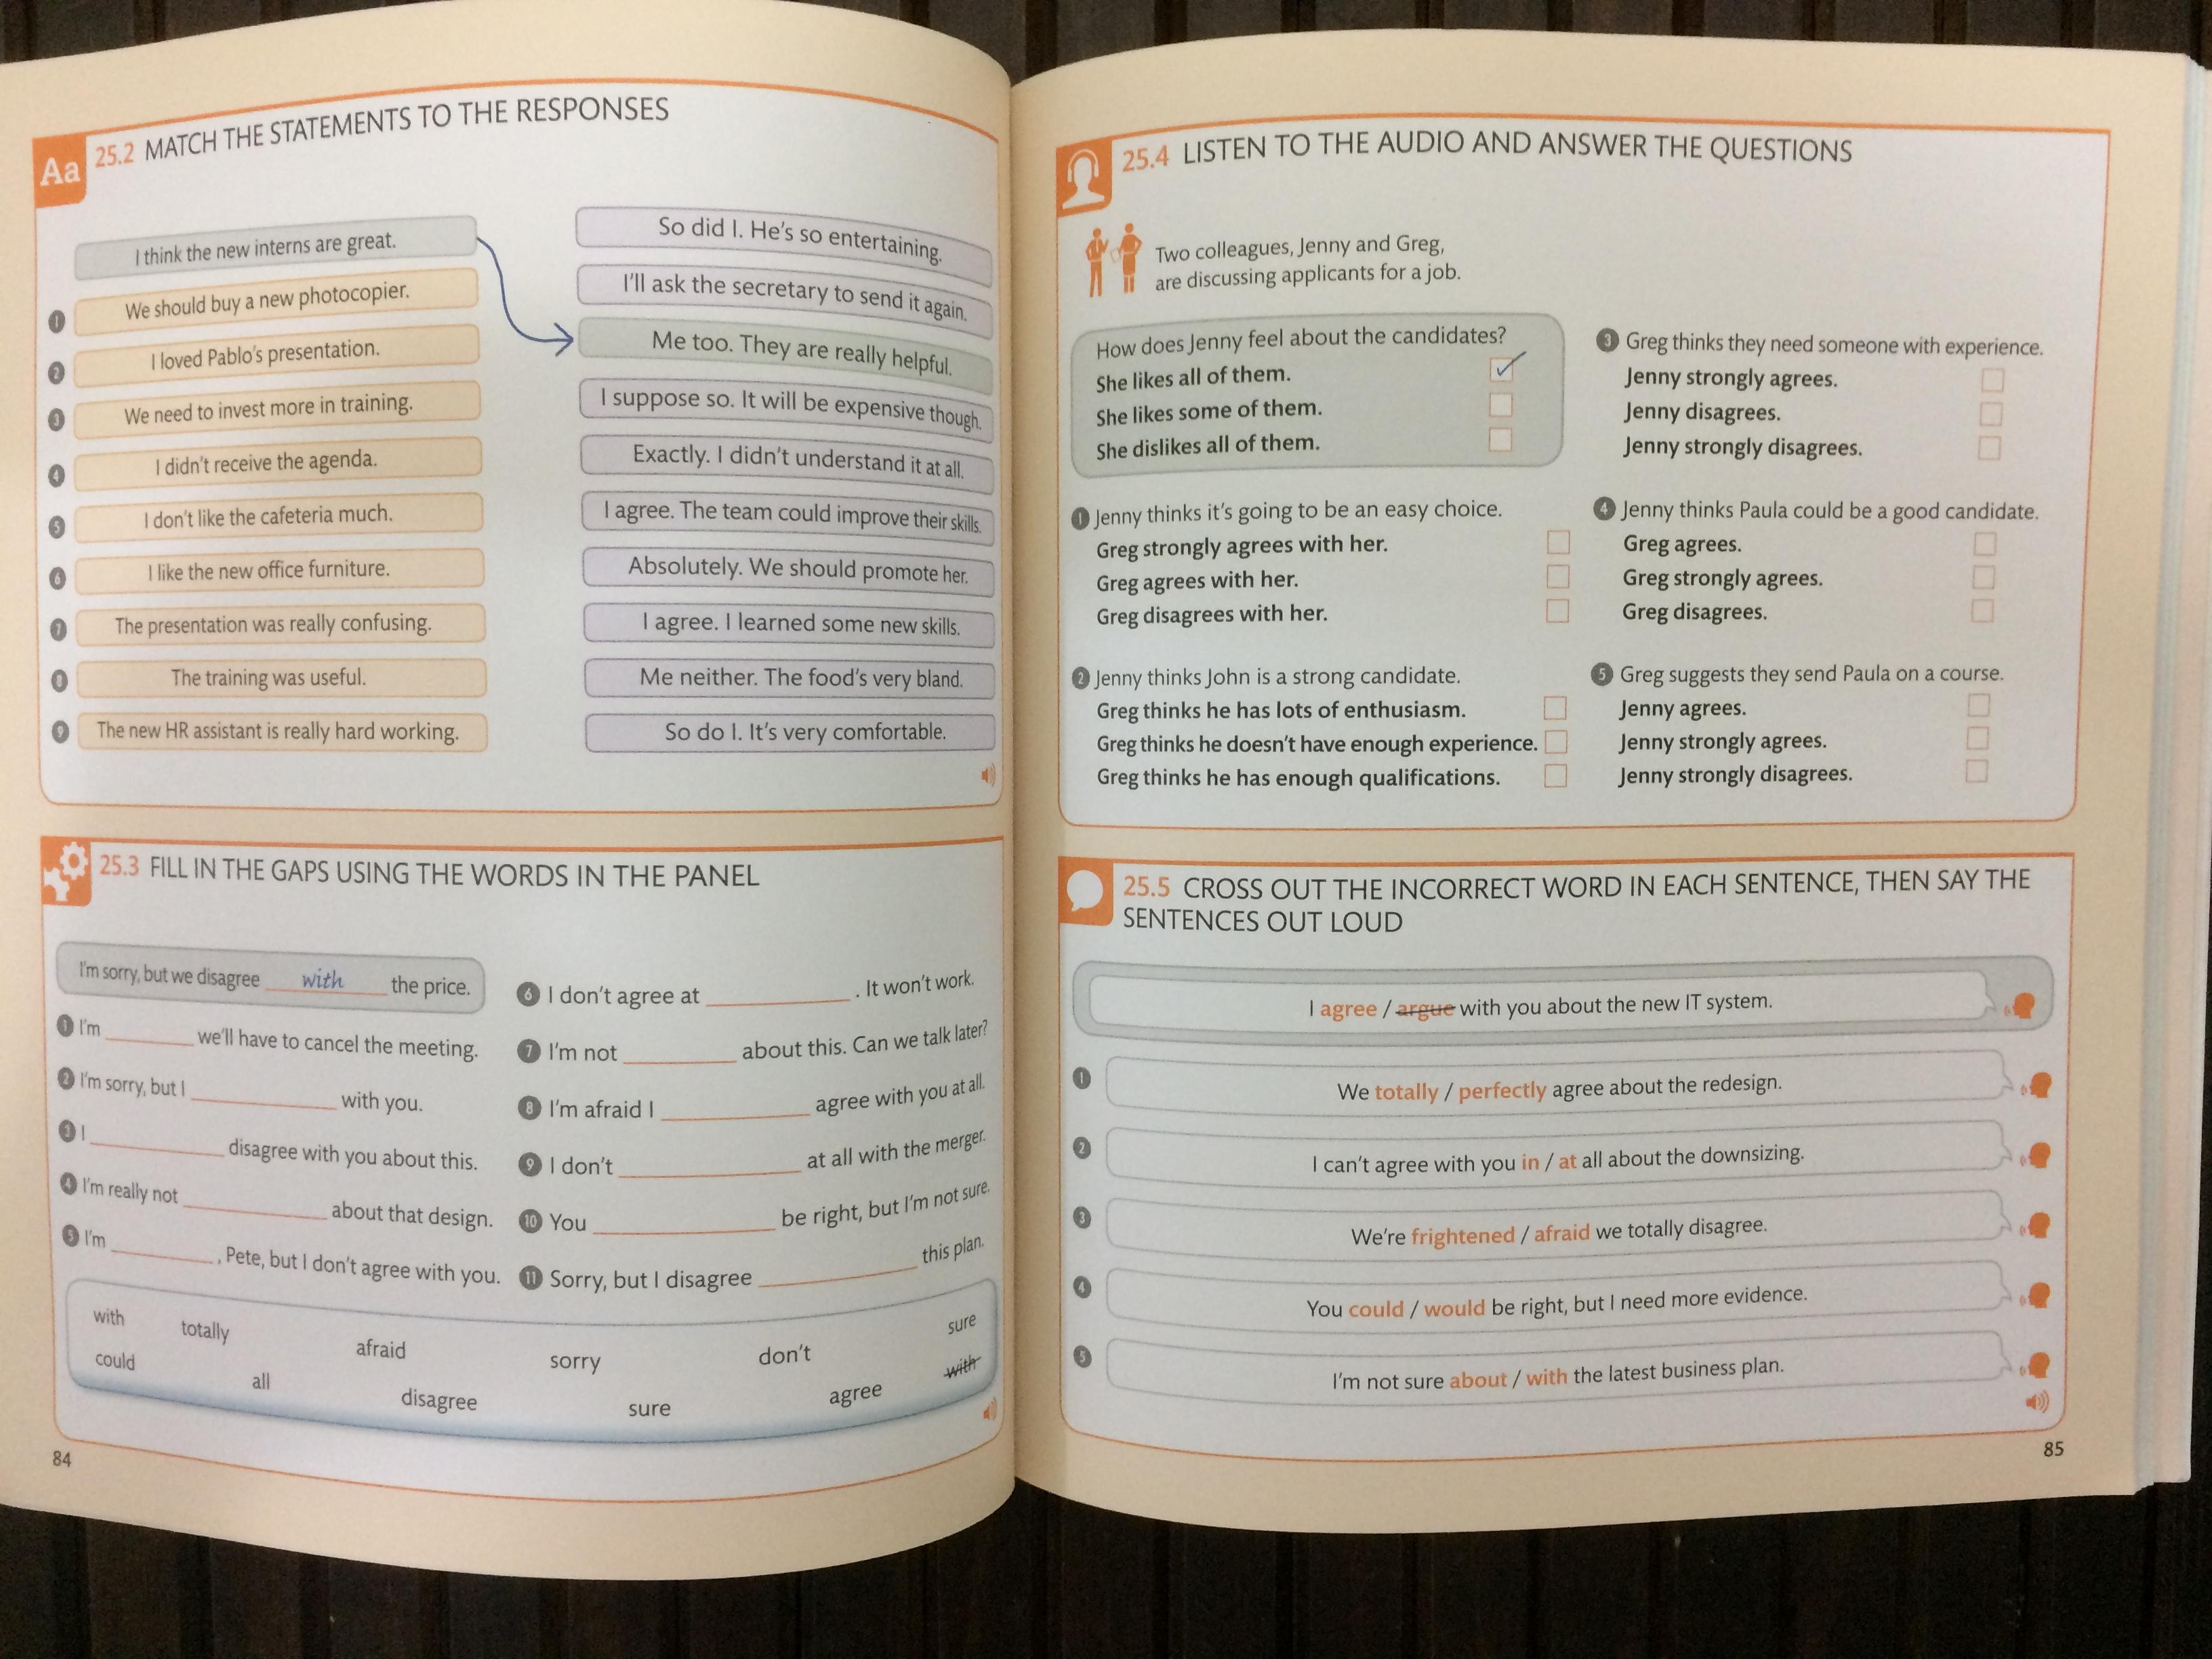 Aa 25.2 MATCH THE STATEMENTS TO THE RESPONSES
I think the new interns are great.
1 We should buy a new photocopier.
2 I loved Pablo's presentation.
3 We need to invest more in training.
4 I didn't receive the agenda.
5 I don't like the cafeteria much.
6 I like the new office furniture.
7 The presentation was really confusing.
8 The training was useful.
9 The new HR assistant is really hard working.
So did I. He's so entertaining.
I'll ask the secretary to send it again.
Me too. They are really helpful.
I suppose so. It will be expensive though.
Exactly. I didn't understand it at all.
I agree. The team could improve their skills.
Absolutely. We should promote her.
I agree. I learned some new skills.
Me neither. The food's very bland.
So do I. It's very comfortable.
25.3 FILL IN THE GAPS USING THE WORDS IN THE PANEL
I'm sorry, but we disagree with the price.
1 I'm ________ we'll have to cancel the meeting.
2 I'm sorry, but I ________ with you.
3 I ________ disagree with you about this.
4 I'm really not ________ about that design.
5 I'm ________, Pete, but I don't agree with you.
6 I don't agree at ________. It won't work.
7 I'm not ________ about this. Can we talk later?
8 I'm afraid I ________ agree with you at all.
9 I don't ________ at all with the merger.
10 You ________ be right, but I'm not sure.
11 Sorry, but I disagree ________ this plan.
with totally afraid sorry don't sure
could all disagree sure agree with
84
25.4 LISTEN TO THE AUDIO AND ANSWER THE QUESTIONS
Two colleagues, Jenny and Greg,
are discussing applicants for a job.
How does Jenny feel about the candidates?
She likes all of them.
She likes some of them.
She dislikes all of them.
1 Jenny thinks it's going to be an easy choice.
Greg strongly agrees with her.
Greg agrees with her.
Greg disagrees with her.
2 Jenny thinks John is a strong candidate.
Greg thinks he has lots of enthusiasm.
Greg thinks he doesn't have enough experience.
Greg thinks he has enough qualifications.
3 Greg thinks they need someone with experience.
Jenny strongly agrees.
Jenny disagrees.
Jenny strongly disagrees.
4 Jenny thinks Paula could be a good candidate.
Greg agrees.
Greg strongly agrees.
Greg disagrees.
5 Greg suggests they send Paula on a course.
Jenny agrees.
Jenny strongly agrees.
Jenny strongly disagrees.
25.5 CROSS OUT THE INCORRECT WORD IN EACH SENTENCE, THEN SAY THE
SENTENCES OUT LOUD
I agree / argue with you about the new IT system.
1 We totally / perfectly agree about the redesign.
2 I can't agree with you in / at all about the downsizing.
3 We're frightened / afraid we totally disagree.
4 You could / would be right, but I need more evidence.
5 I'm not sure about / with the latest business plan.
85